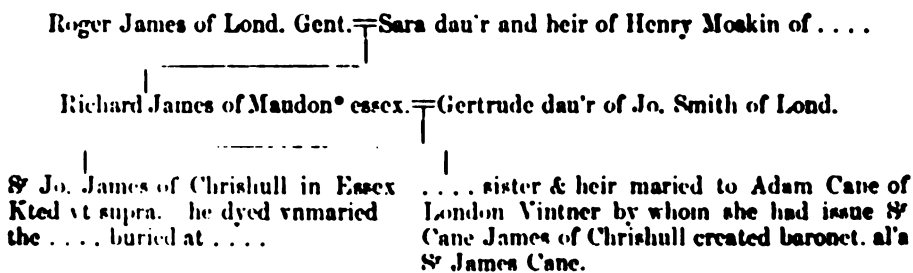 Roger James of Lond. Gent.=Sara dau'r and heir of Henry Moskin of . . . .
Richard James of Maudon* essex.=Gertrude dau'r of Jo. Smith of Lond.
Sr Jo. James of Chrishull in Essex
Kted vt supra. he dyed vnmaried
the . . . . buried at . . . .
. . . . sister & heir maried to Adam Cane of
London Vintner by whom she had issue Sr
Cane James of Chrishull created baronet. al'a
Sr James Cane.